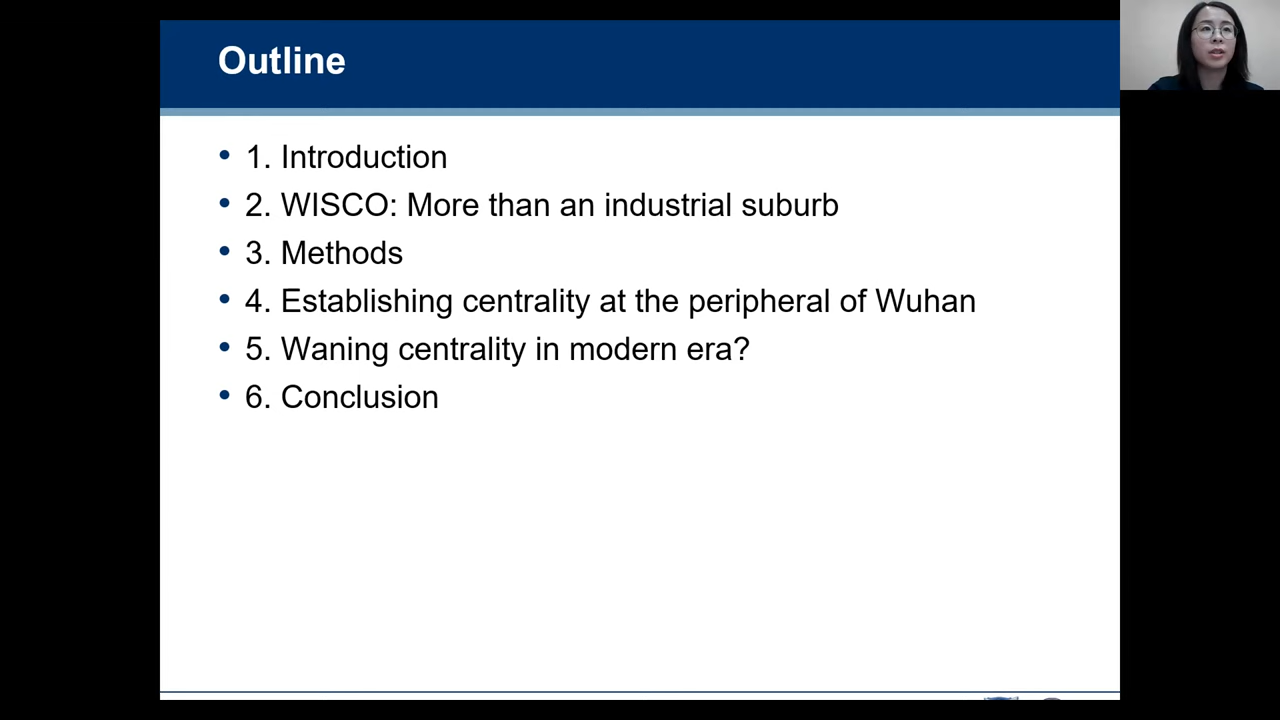 Outline
• 1. Introduction
• 2. WISCO: More than an industrial suburb
• 3. Methods
• 4. Establishing centrality at the peripheral of Wuhan
• 5. Waning centrality in modern era?
• 6. Conclusion